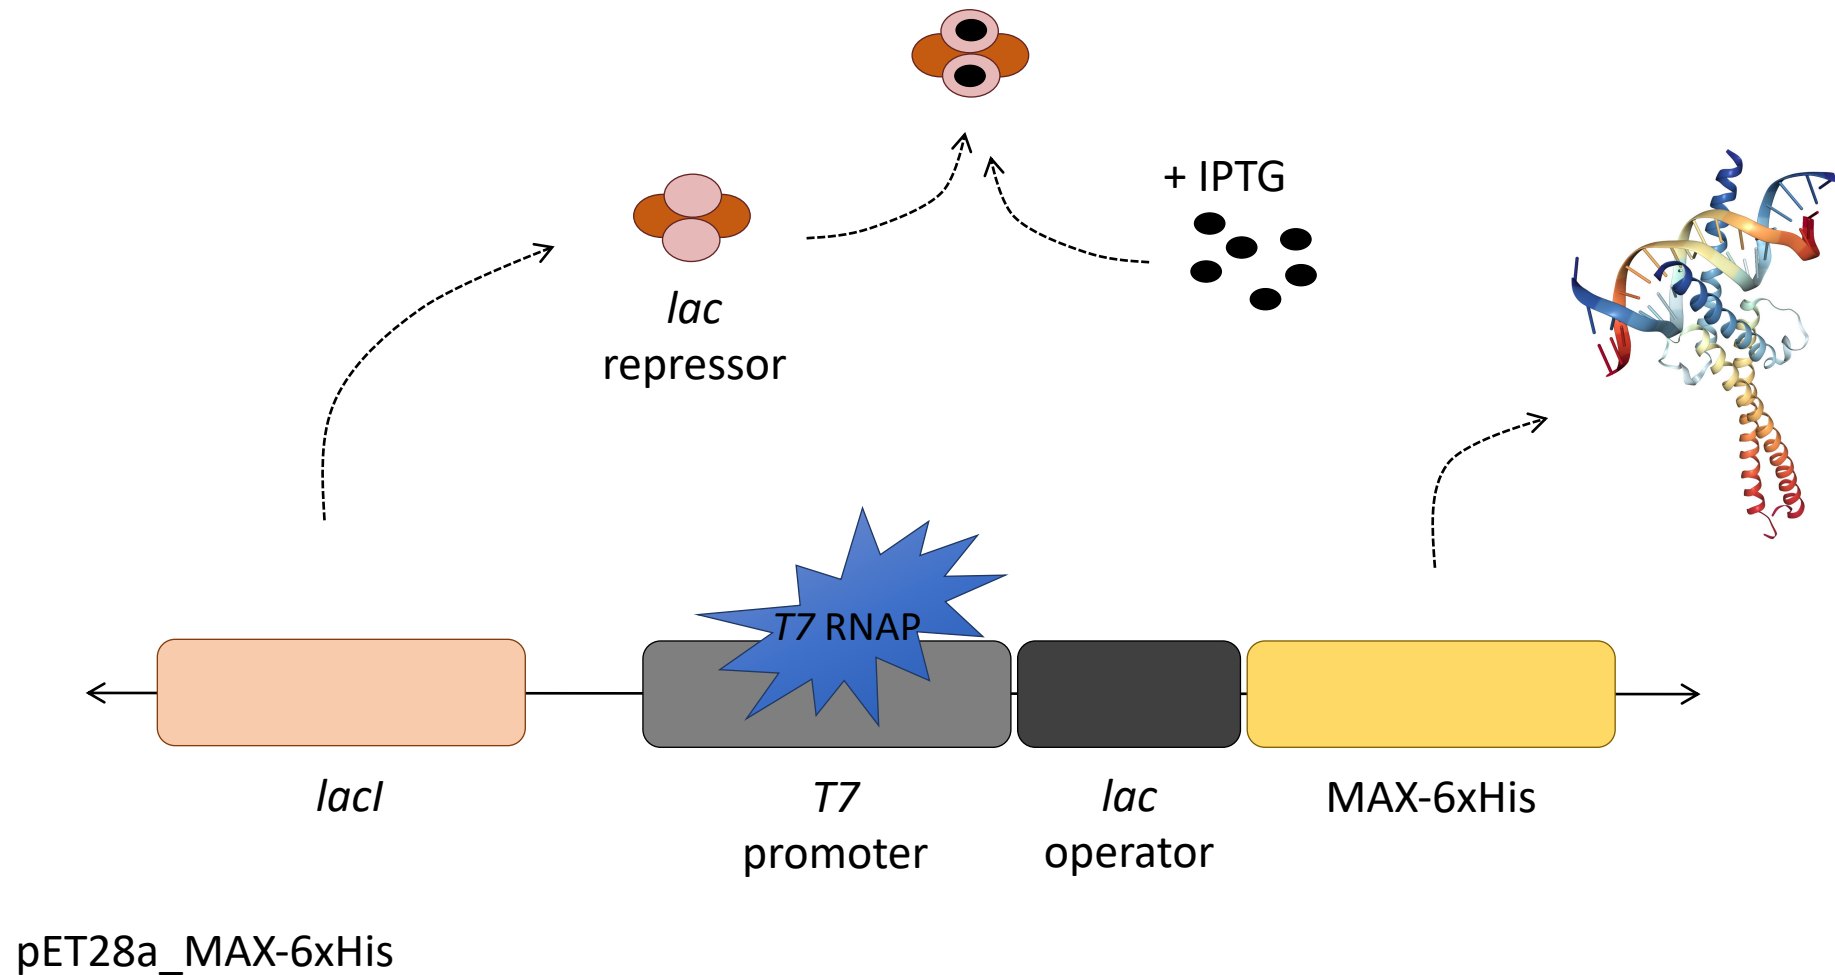 + IPTG
lac
repressor
T7 RNAP
lacI
T7
promoter
lac
operator
MAX-6xHis
pET28a_MAX-6xHis